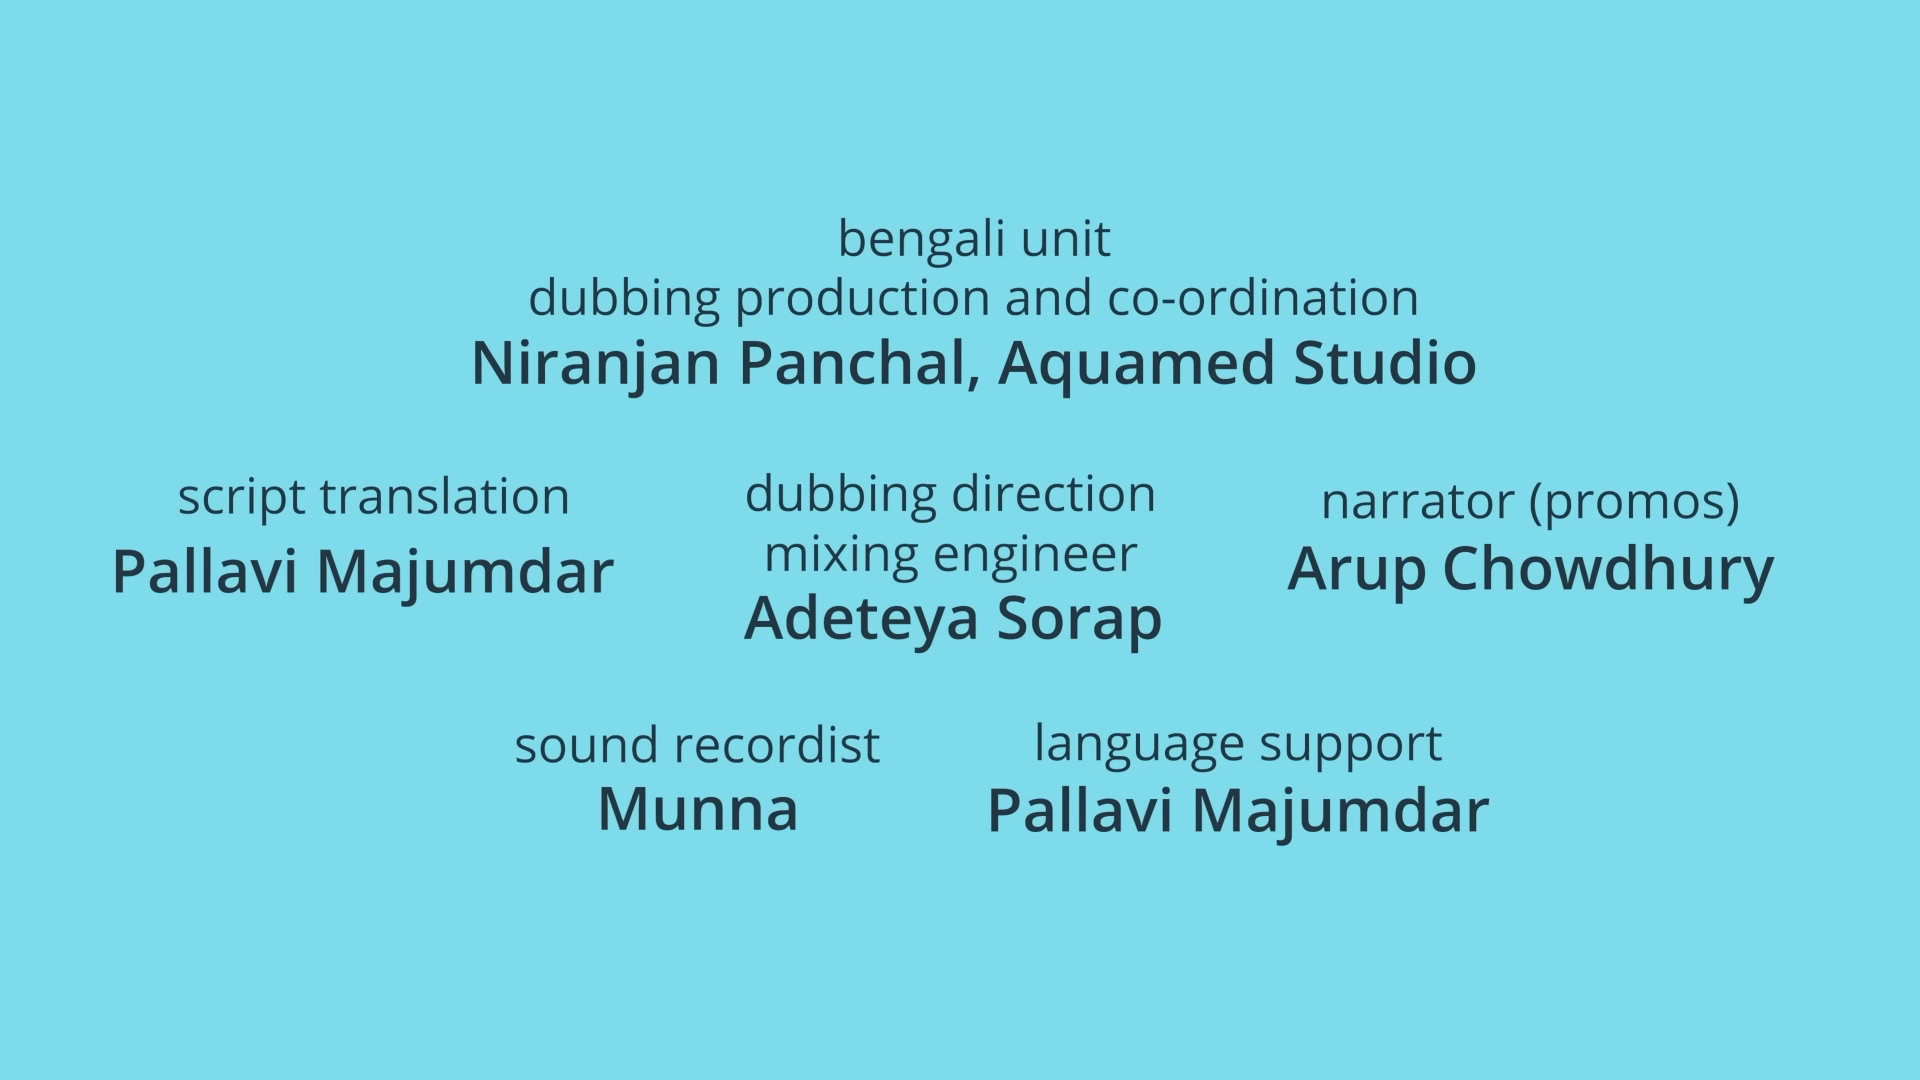 bengali unit
dubbing production and co-ordination
Niranjan Panchal, Aquamed Studio
script translation
Pallavi Majumdar
dubbing direction
mixing engineer
Adeteya Sorap
narrator (promos)
Arup Chowdhury
sound recordist
Munna
language support
Pallavi Majumdar